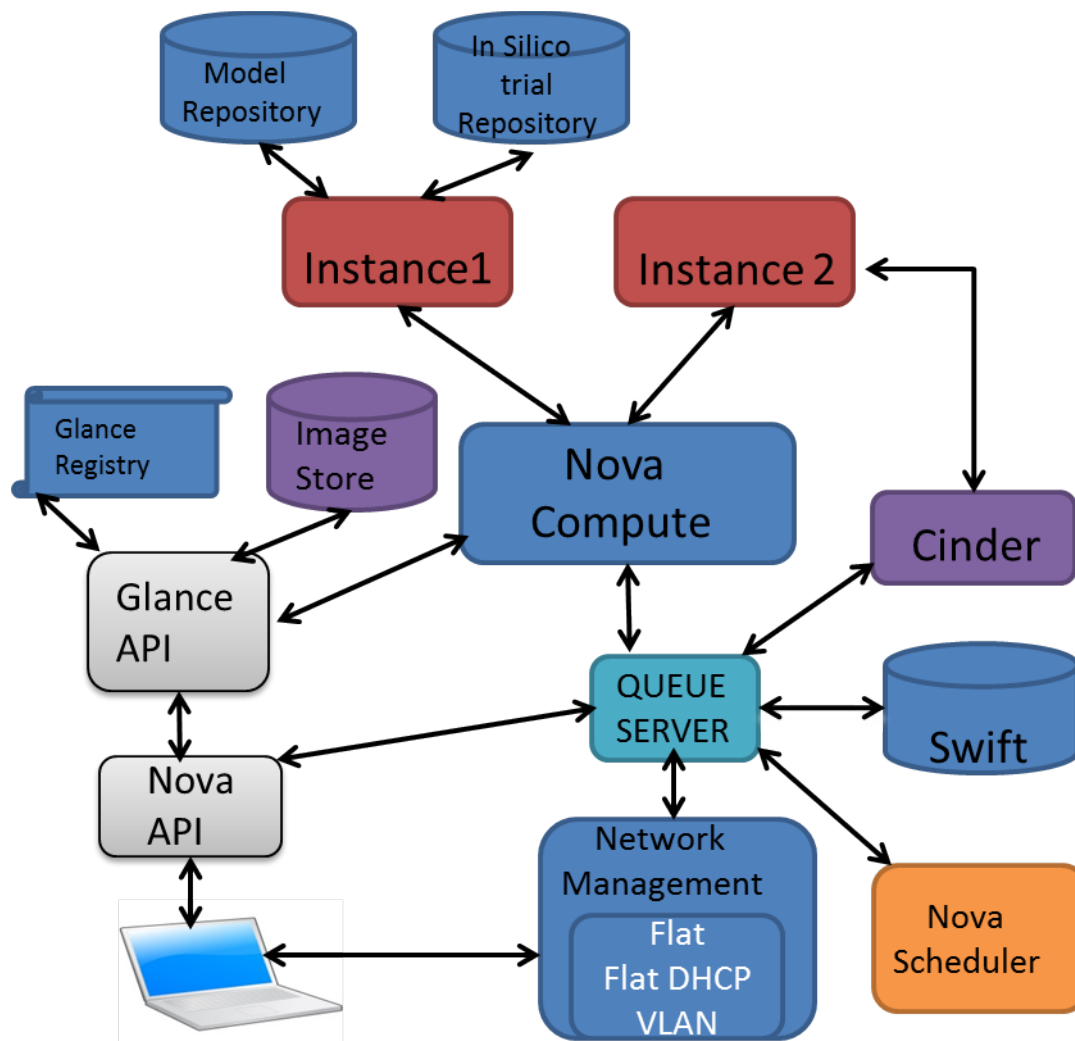 Model
Repository
In Silico
trial
Repository
Instance1
Instance 2
Glance
Registry
Image
Store
Nova
Compute
Cinder
Glance
API
QUEUE
SERVER
Swift
Nova
API
Network
Management
Flat
Flat DHCP
VLAN
Nova
Scheduler